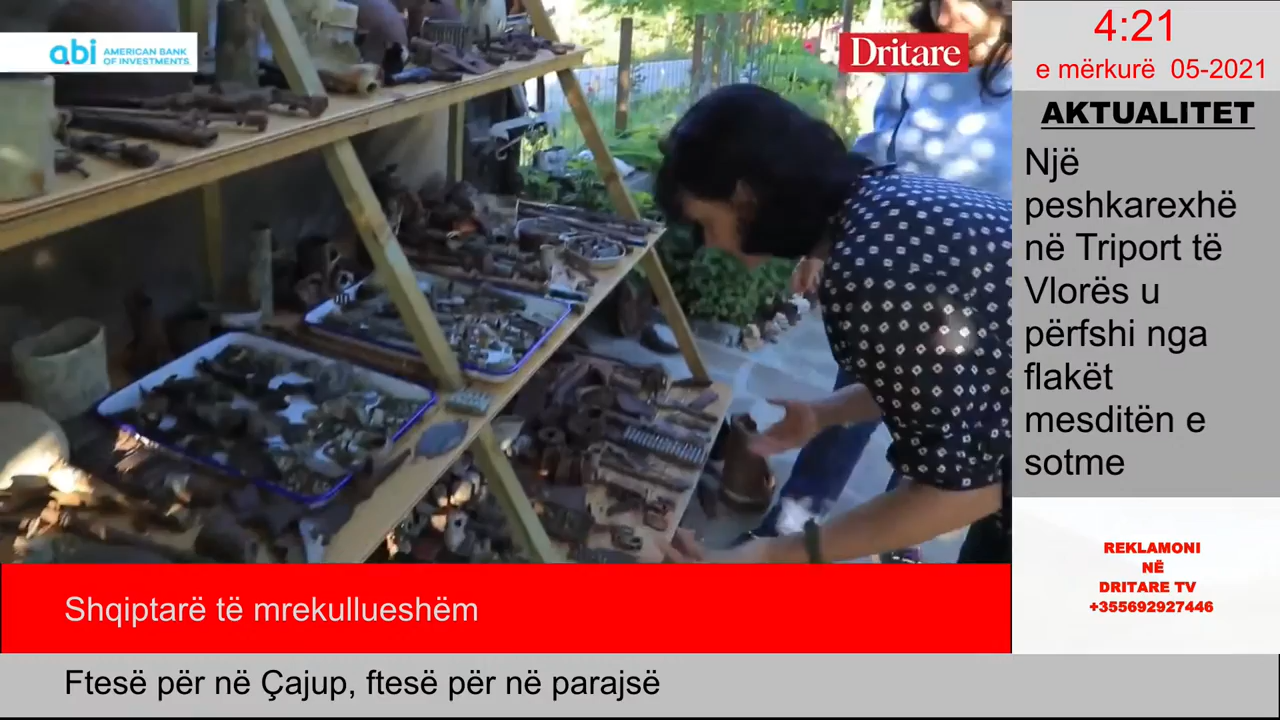 abi AMERICAN BANK
OF INVESTMENTS
Dritare
4:21
e mërkurë 05-2021
AKTUALITET
Një
peshkarexhë
në Triport të
Vlorës u
përfshi nga
flakët
mesditën e
sotme
REKLAMONI
NË
DRITARE TV
+355692927446
Shqiptarë të mrekullueshëm
Ftesë për në Çajup, ftesë për në parajsë